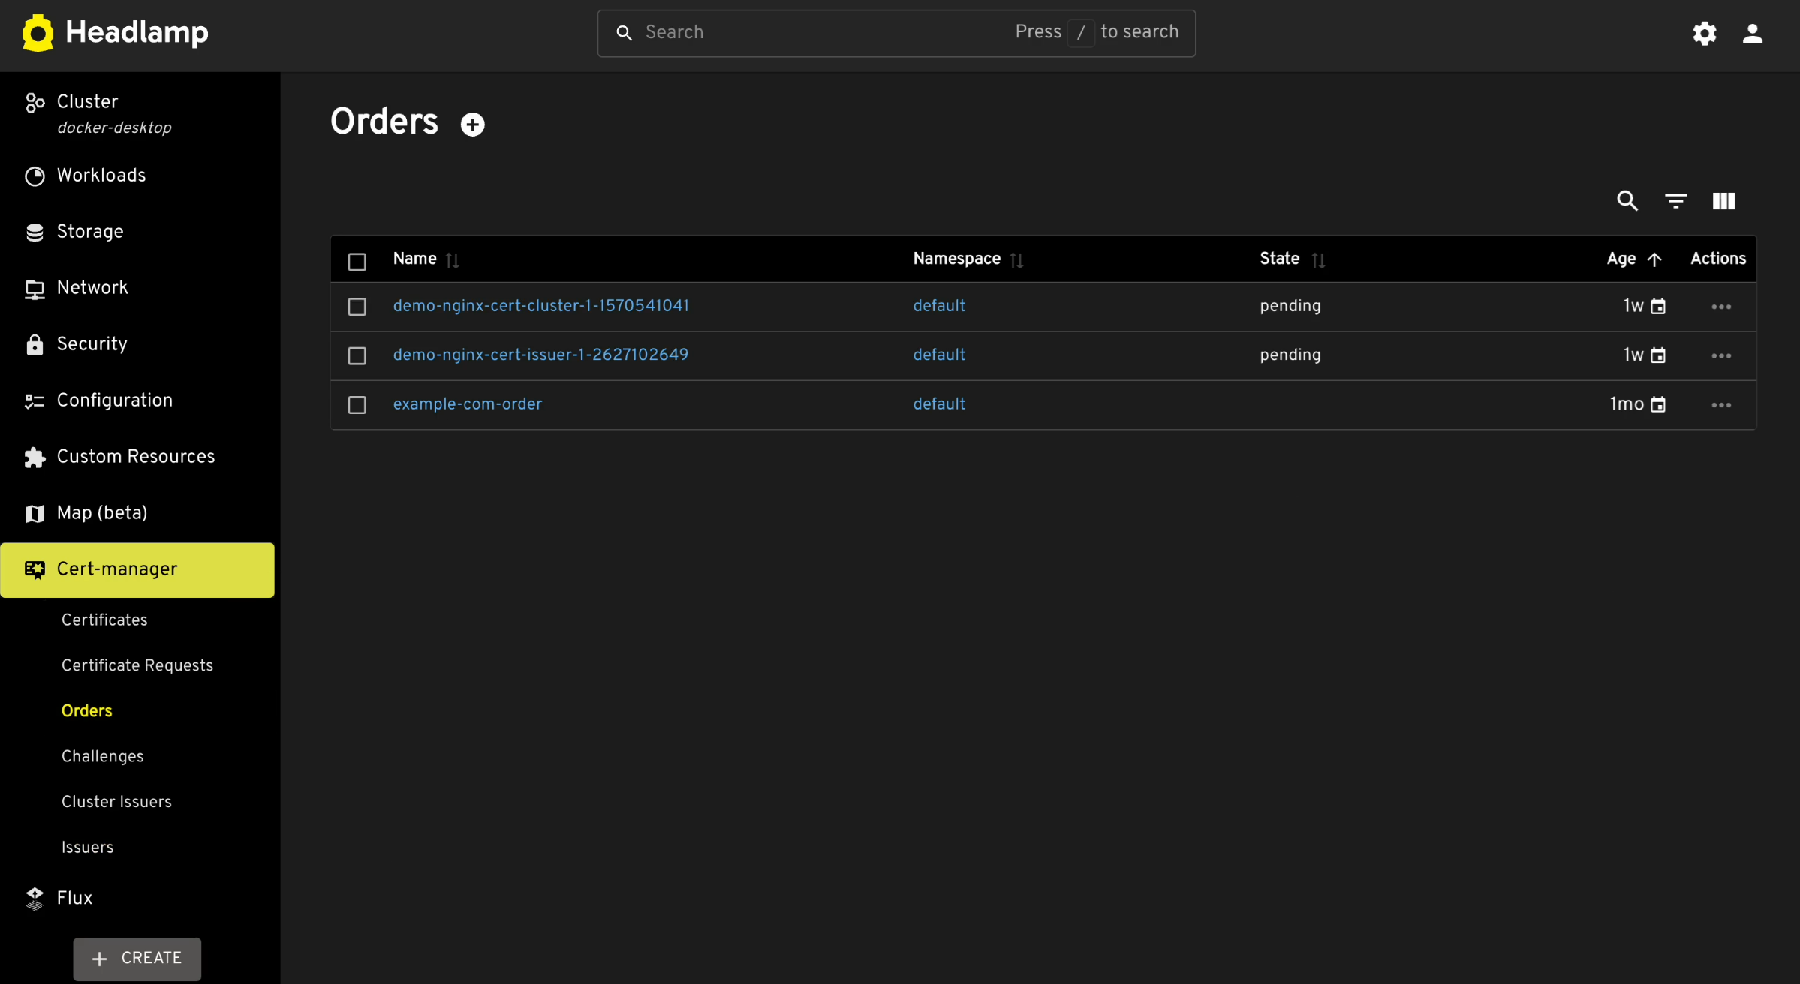 Headlamp
Search
Press / to search
Cluster
docker-desktop
Workloads
Storage
Network
Security
Configuration
Custom Resources
Map (beta)
Cert-manager
Certificates
Certificate Requests
Orders
Challenges
Cluster Issuers
Issuers
Flux
CREATE
Orders
Name Namespace State Age Actions
demo-nginx-cert-cluster-1-1570541041 default pending 1w
demo-nginx-cert-issuer-1-2627102649 default pending 1w
example-com-order default 1mo